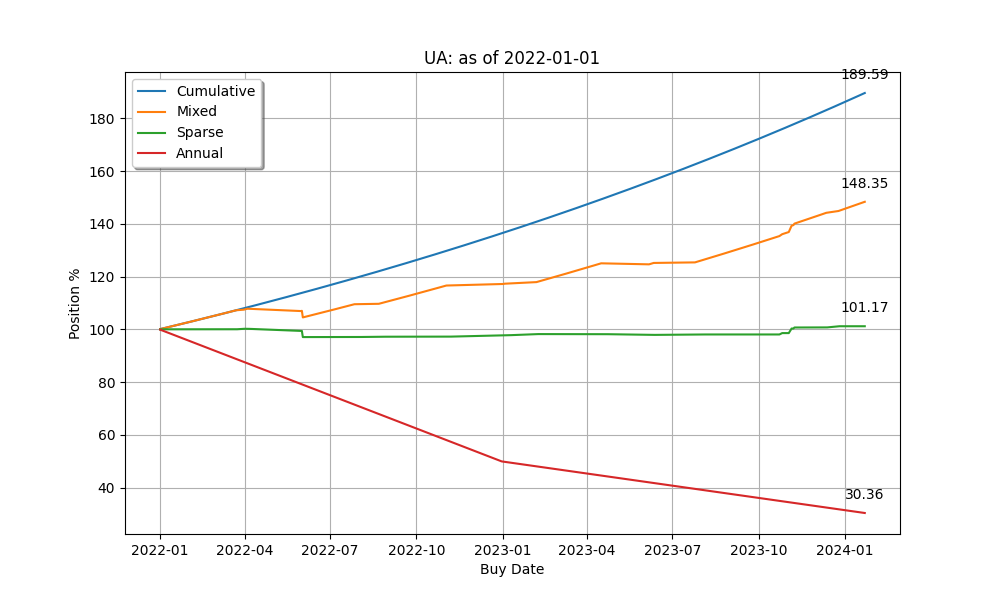 UA: as of 2022-01-01
Cumulative
Mixed
Sparse
Annual
189.59
148.35
101.17
30.36
Position %
180
160
140
120
100
80
60
40
2022-01 2022-04 2022-07 2022-10 2023-01 2023-04 2023-07 2023-10 2024-01
Buy Date